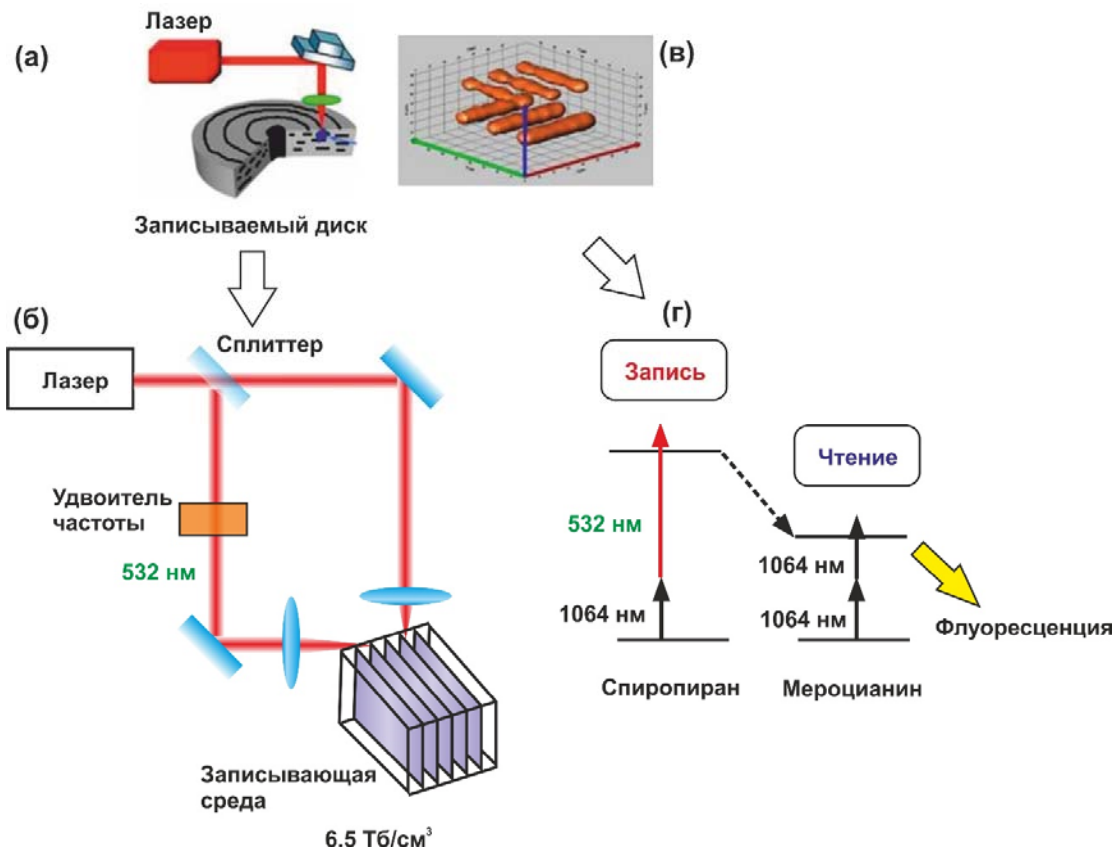 (а)
Лазер
(в)
Записываемый диск
(б)
Сплиттер
Лазер
Удвоитель
частоты
532 нм
Записывающая
среда
6.5 Тб/см³
(г)
Запись
Чтение
532 нм
1064 нм
1064 нм
1064 нм
Флуоресценция
Спиропиран
Мероцианин